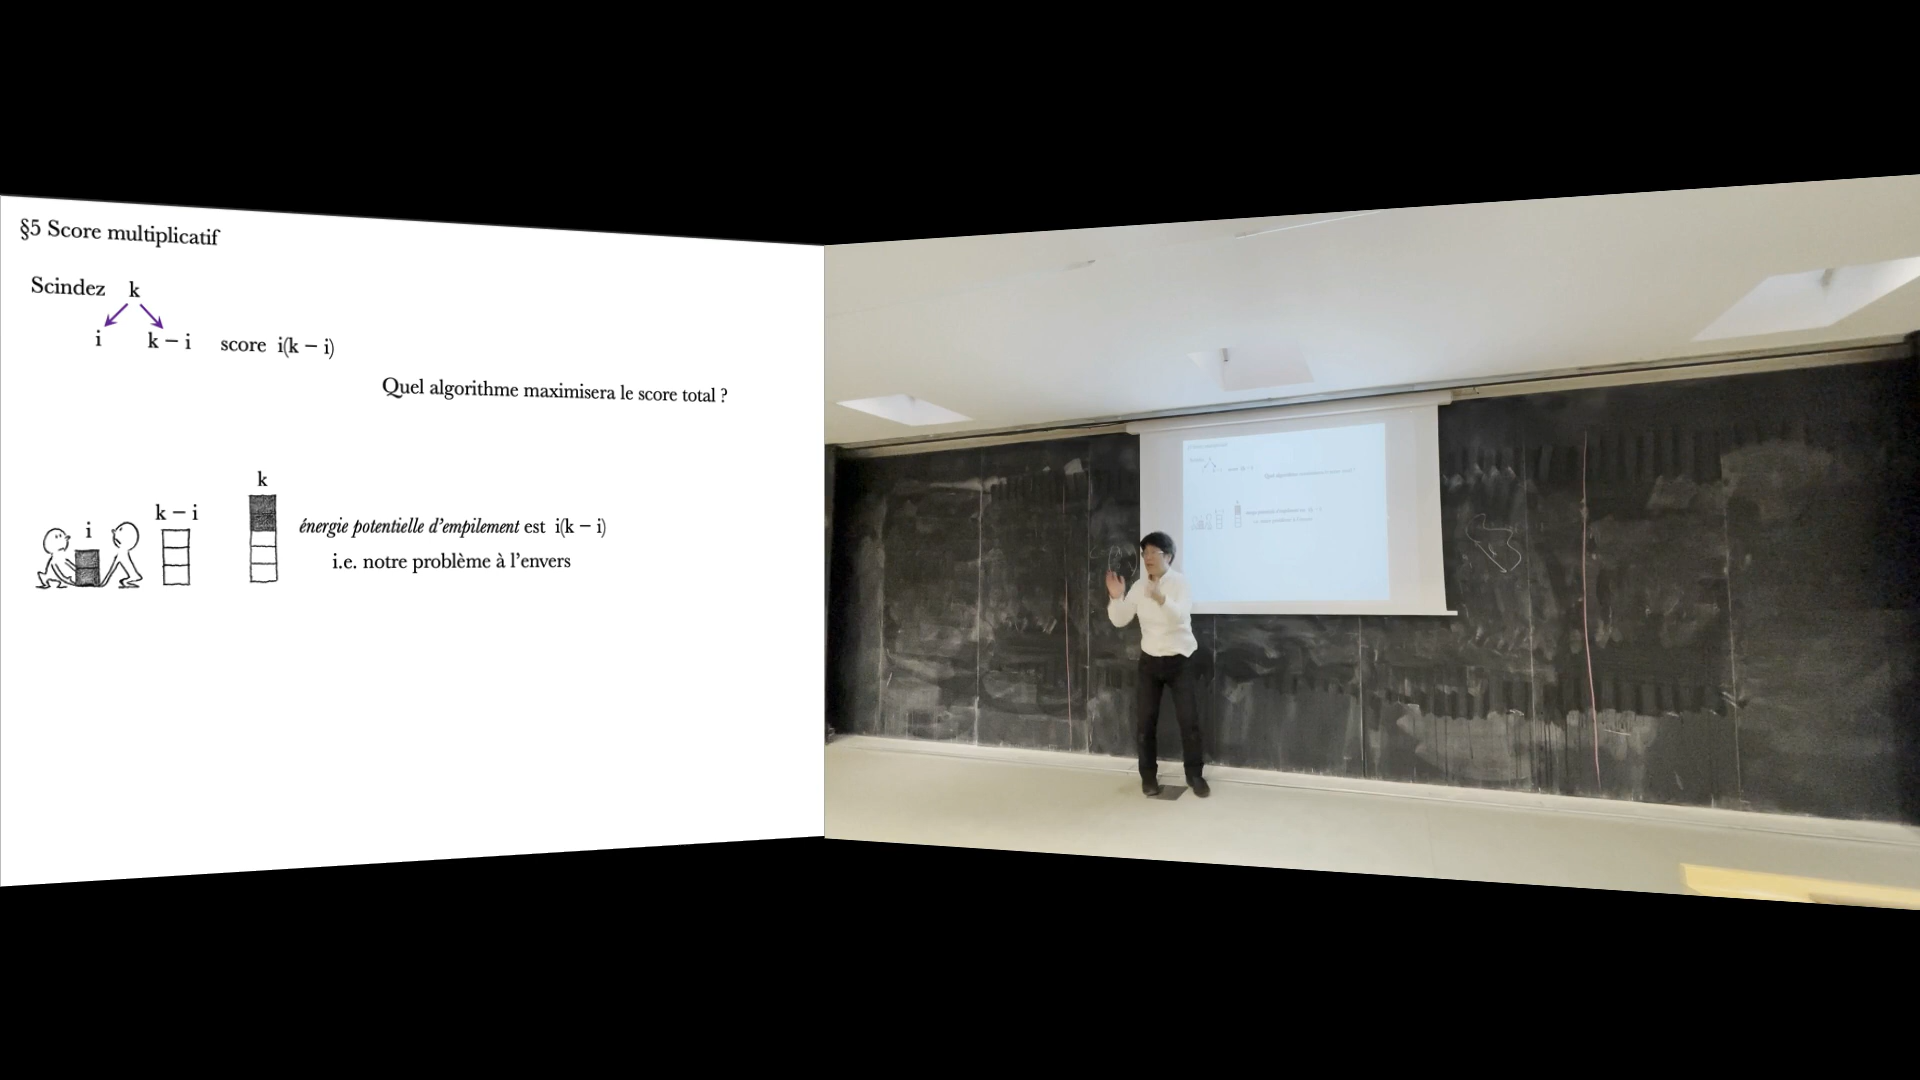 §5 Score multiplicatif
Scindez k
i k − i score i(k − i)
Quel algorithme maximisera le score total ?
k
i k − i
énergie potentielle d'empilement est i(k − i)
i.e. notre problème à l'envers